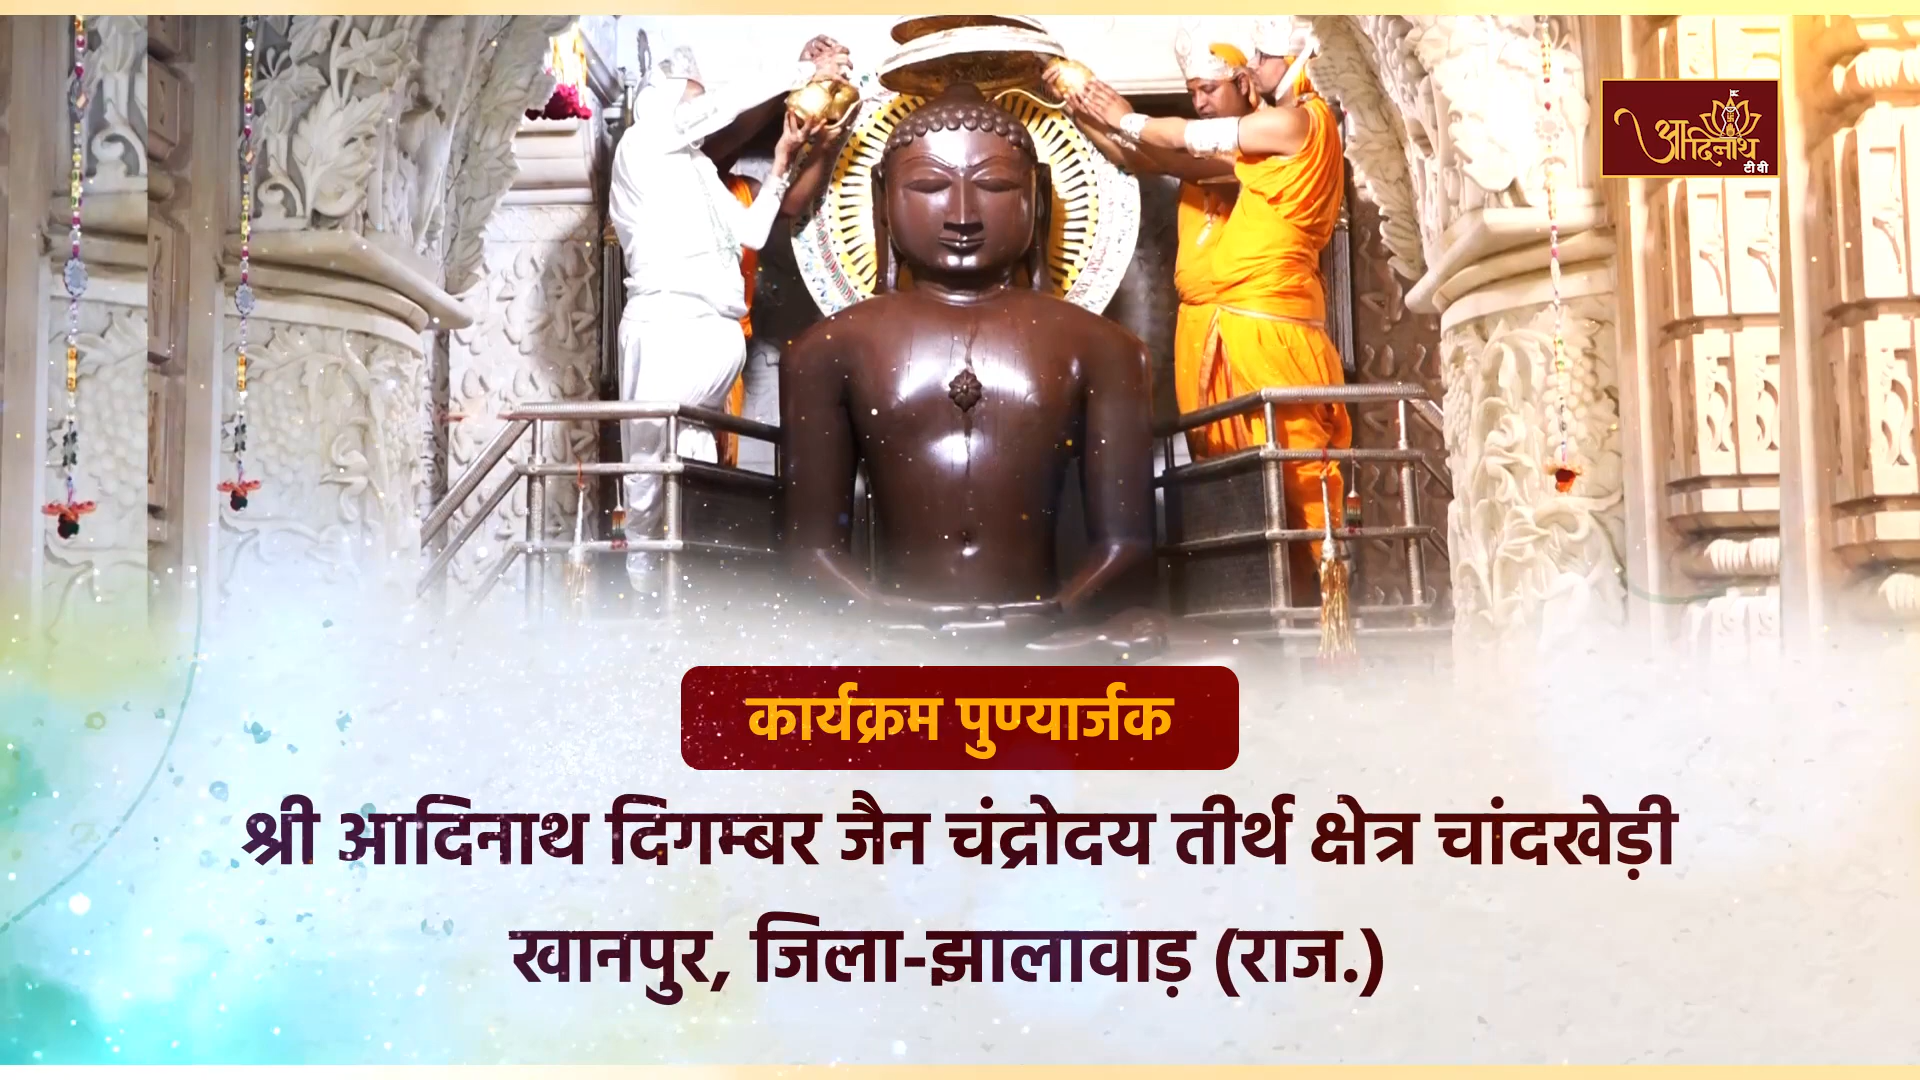 आदिनाथ
टी वी
कार्यक्रम पुण्यार्जक
श्री आदिनाथ दिगम्बर जैन चंद्रोदय तीर्थ क्षेत्र चांदखेड़ी
खानपुर, जिला-झालावाड़ (राज.)